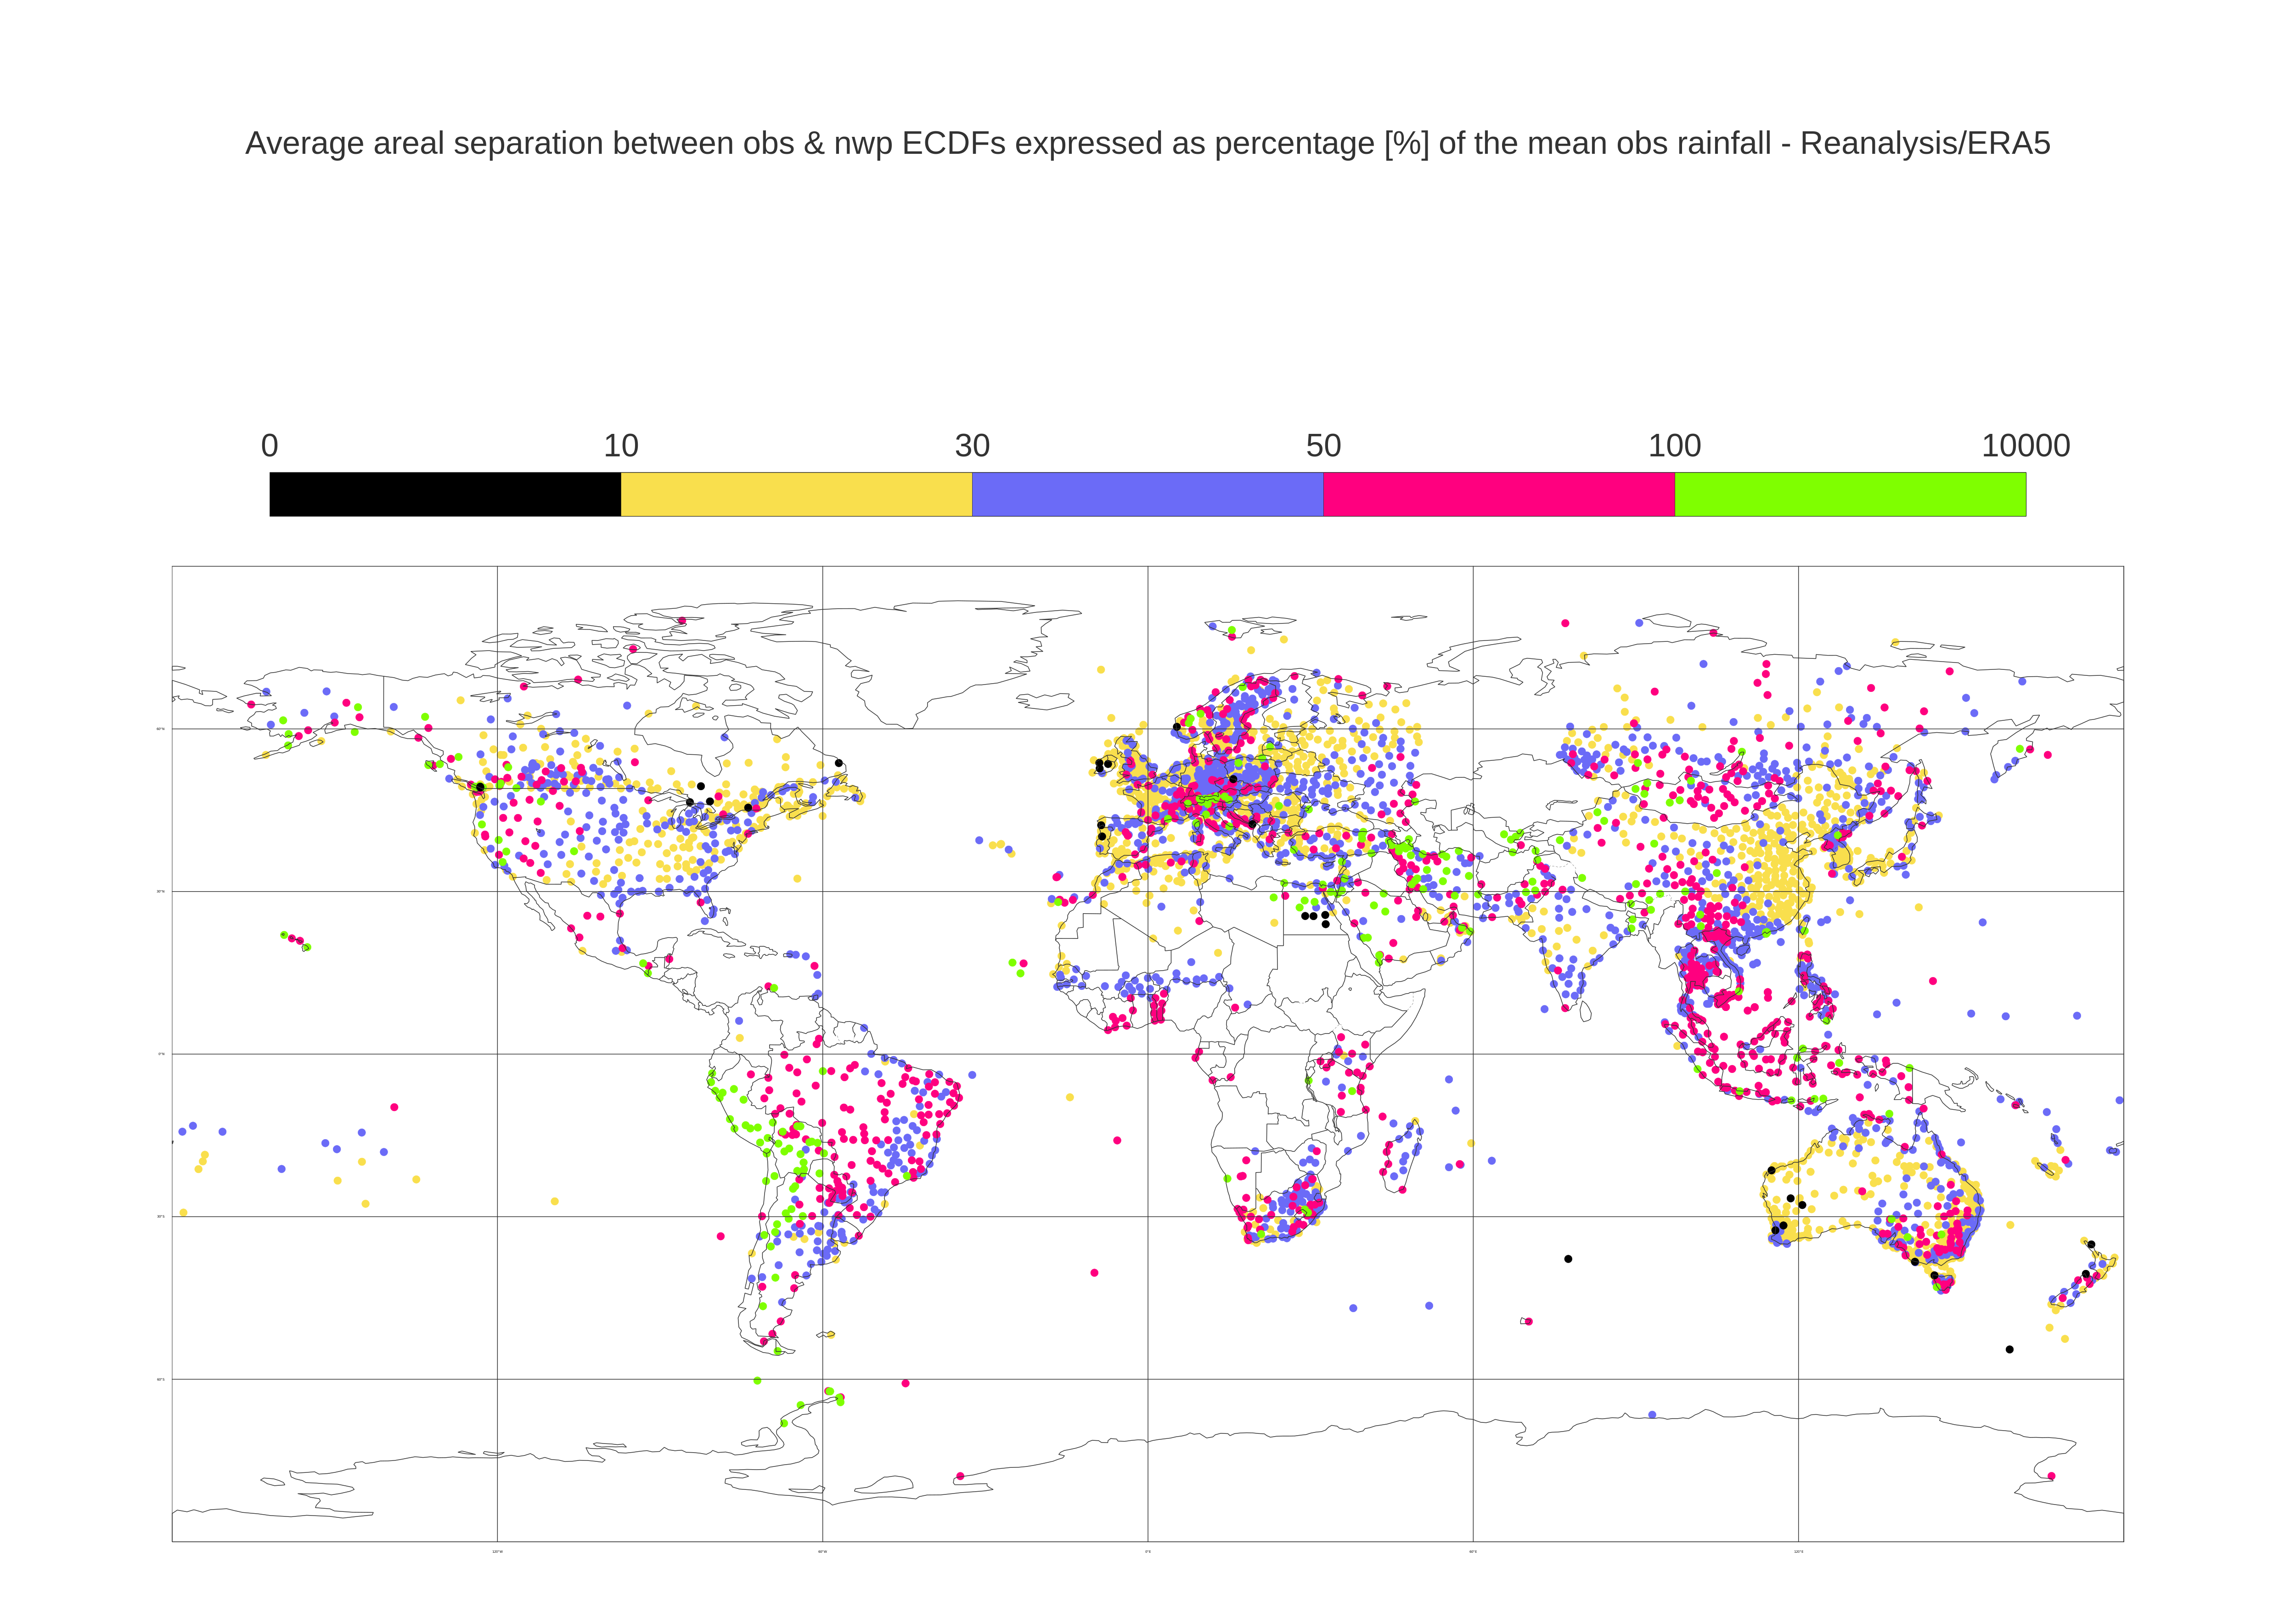 Average areal separation between obs & nwp ECDFs expressed as percentage [%] of the mean obs rainfall - Reanalysis/ERA5
0 10 30 50 100 10000
60°N
30°N
0°N
30°S
60°S
120°W 60°W 0°E 60°E 120°E